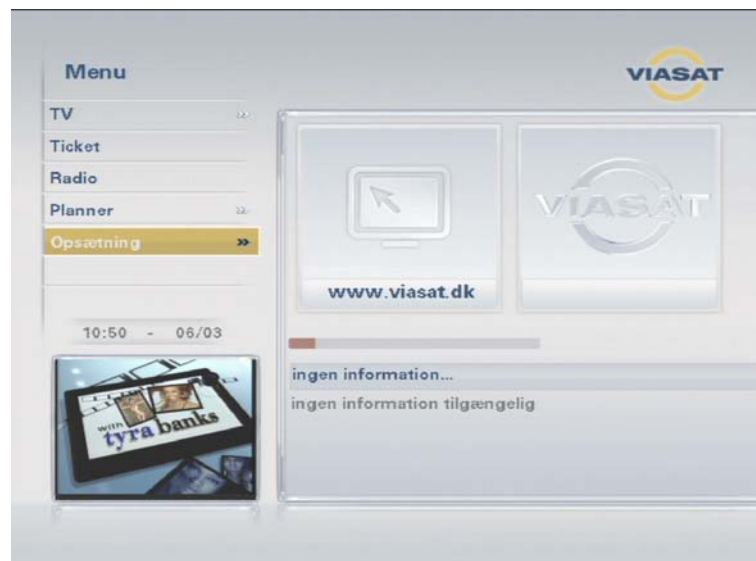 Menu
VIASAT
TV
Ticket
Radio
Planner
Opsætning
VIASAT
www.viasat.dk
10:50 - 06/03
ingen information...
ingen information tilgængelig
with
tyra banks